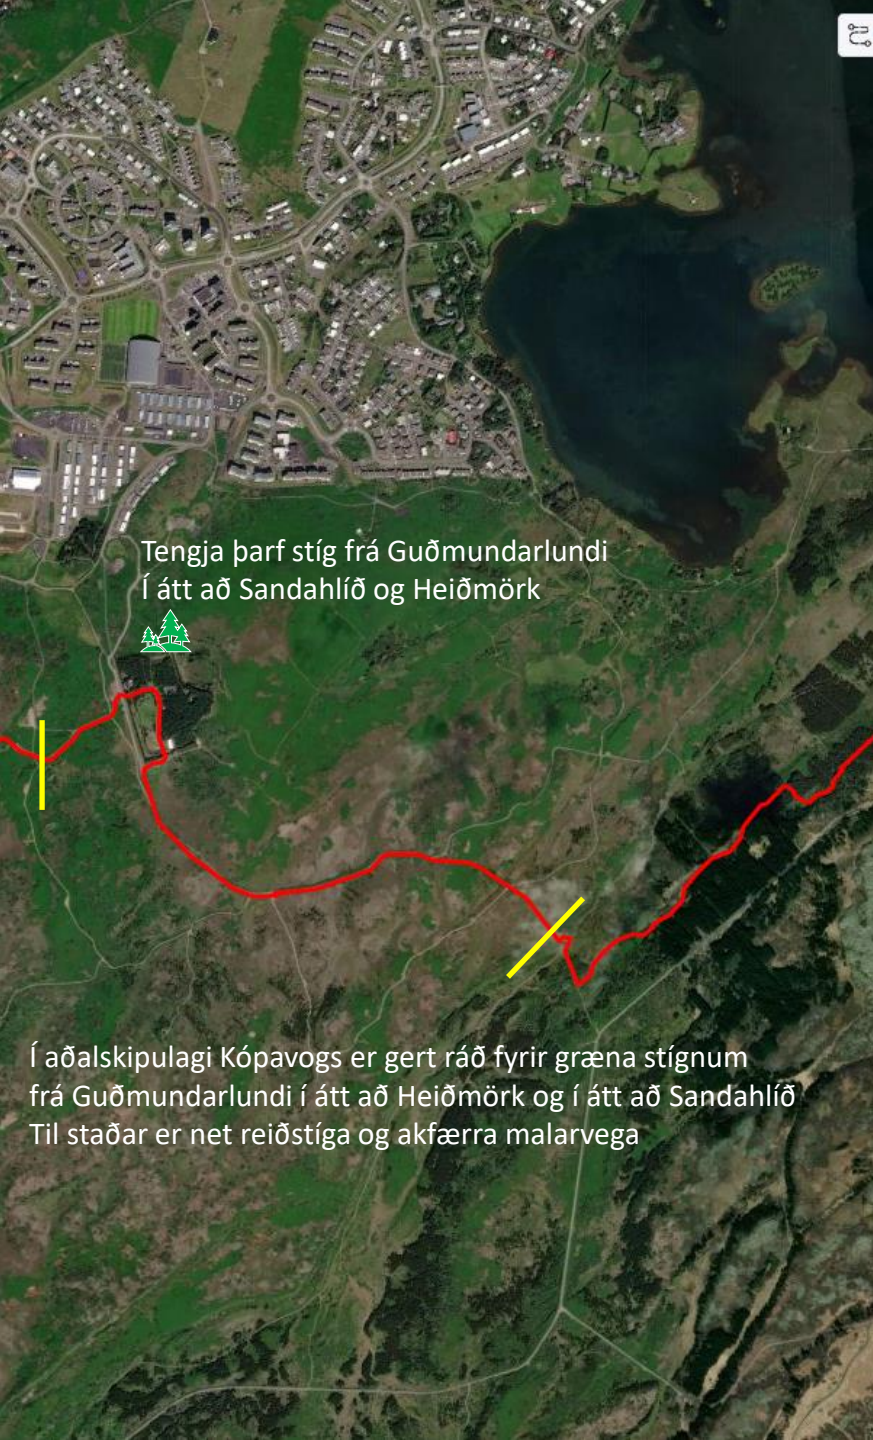 Tengja þarf stíg frá Guðmundarlundi
Í átt að Sandahlíð og Heiðmörk
Í aðalskipulagi Kópavogs er gert ráð fyrir græna stígnum
frá Guðmundarlundi í átt að Heiðmörk og í átt að Sandahlíð
Til staðar er net reiðstíga og akfærra malarvega